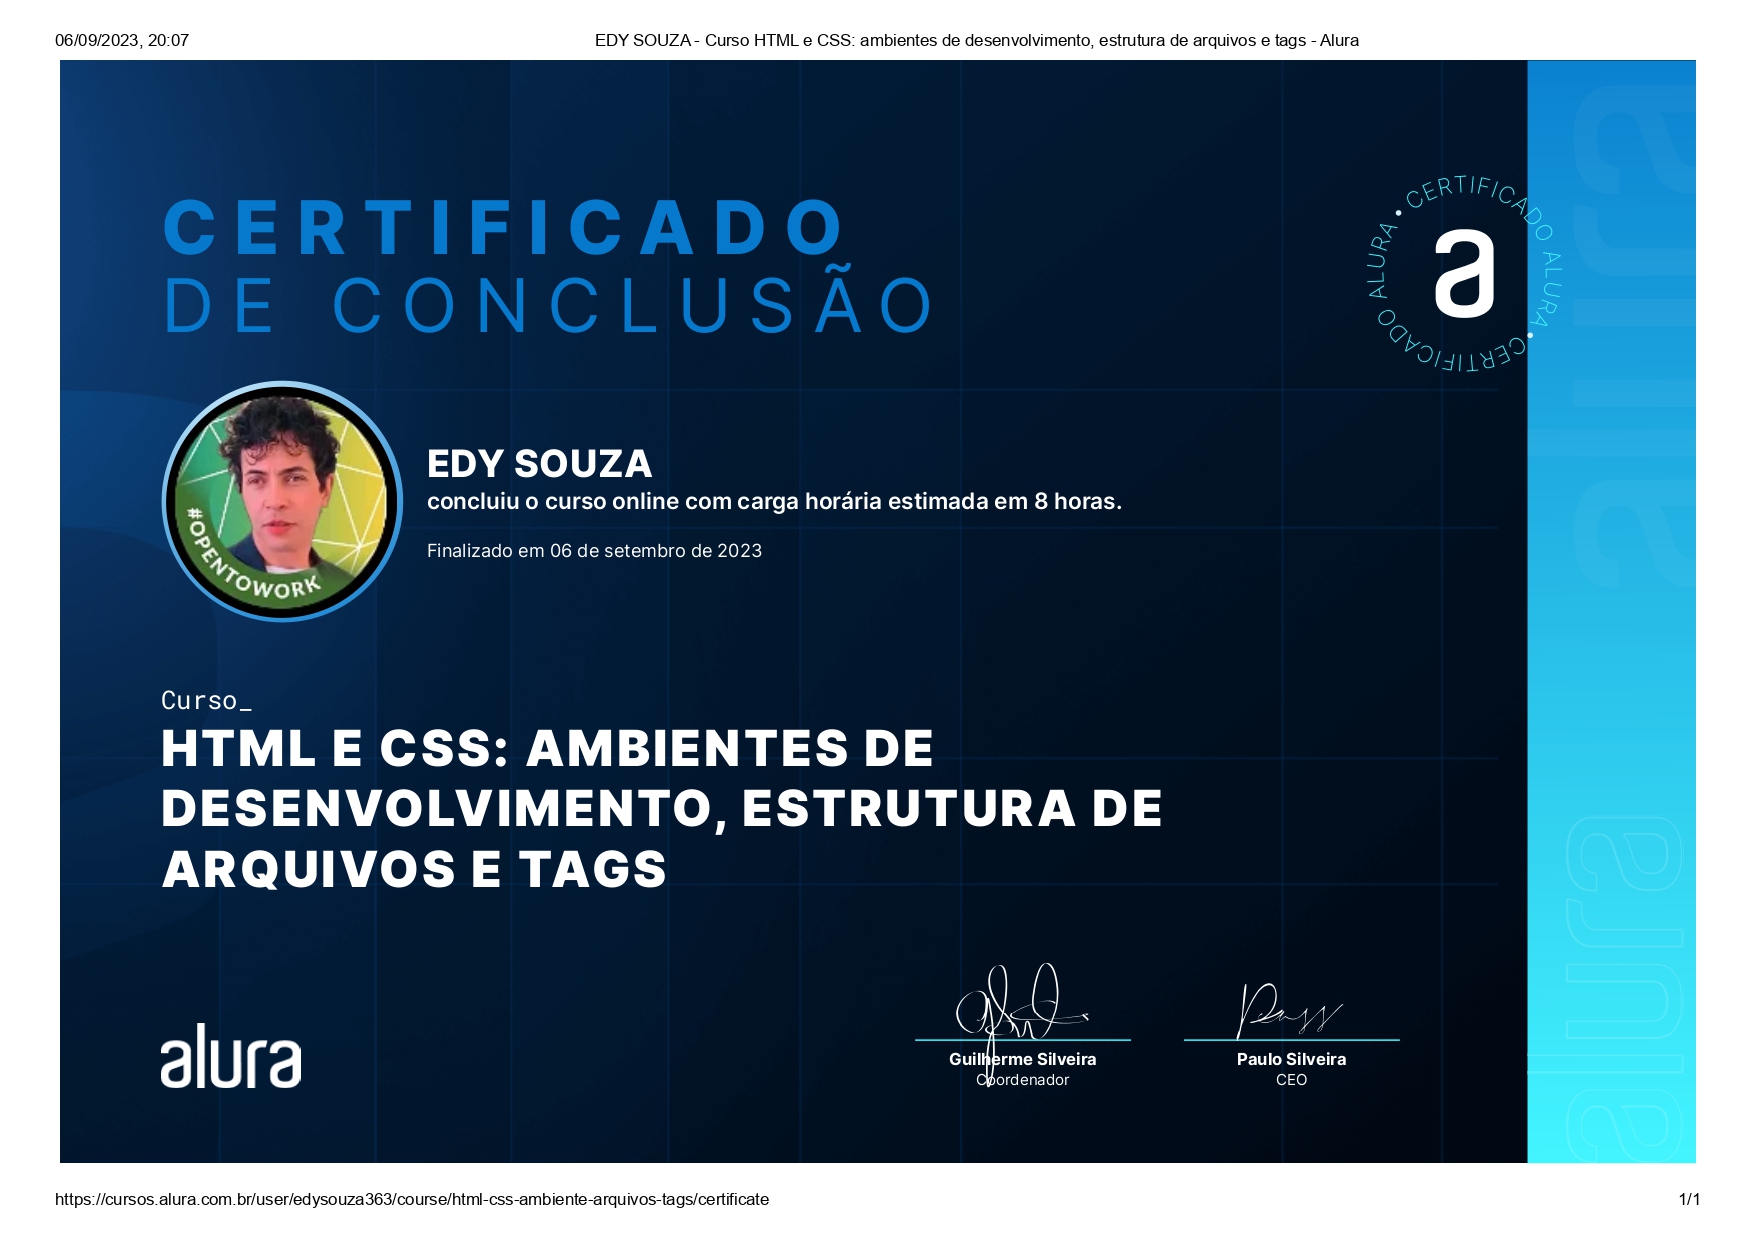 06/09/2023, 20:07
EDY SOUZA - Curso HTML e CSS: ambientes de desenvolvimento, estrutura de arquivos e tags - Alura
CERTIFICADO
DE CONCLUSÃO
CERTIFICADO ALURA • CERTIFICADO ALURA •
a
#OPENTOWORK
EDY SOUZA
concluiu o curso online com carga horária estimada em 8 horas.
Finalizado em 06 de setembro de 2023
Curso_
HTML E CSS: AMBIENTES DE
DESENVOLVIMENTO, ESTRUTURA DE
ARQUIVOS E TAGS
alura
Guilherme Silveira
Coordenador
Paulo Silveira
CEO
alura
alura
https://cursos.alura.com.br/user/edysouza363/course/html-css-ambiente-arquivos-tags/certificate
1/1